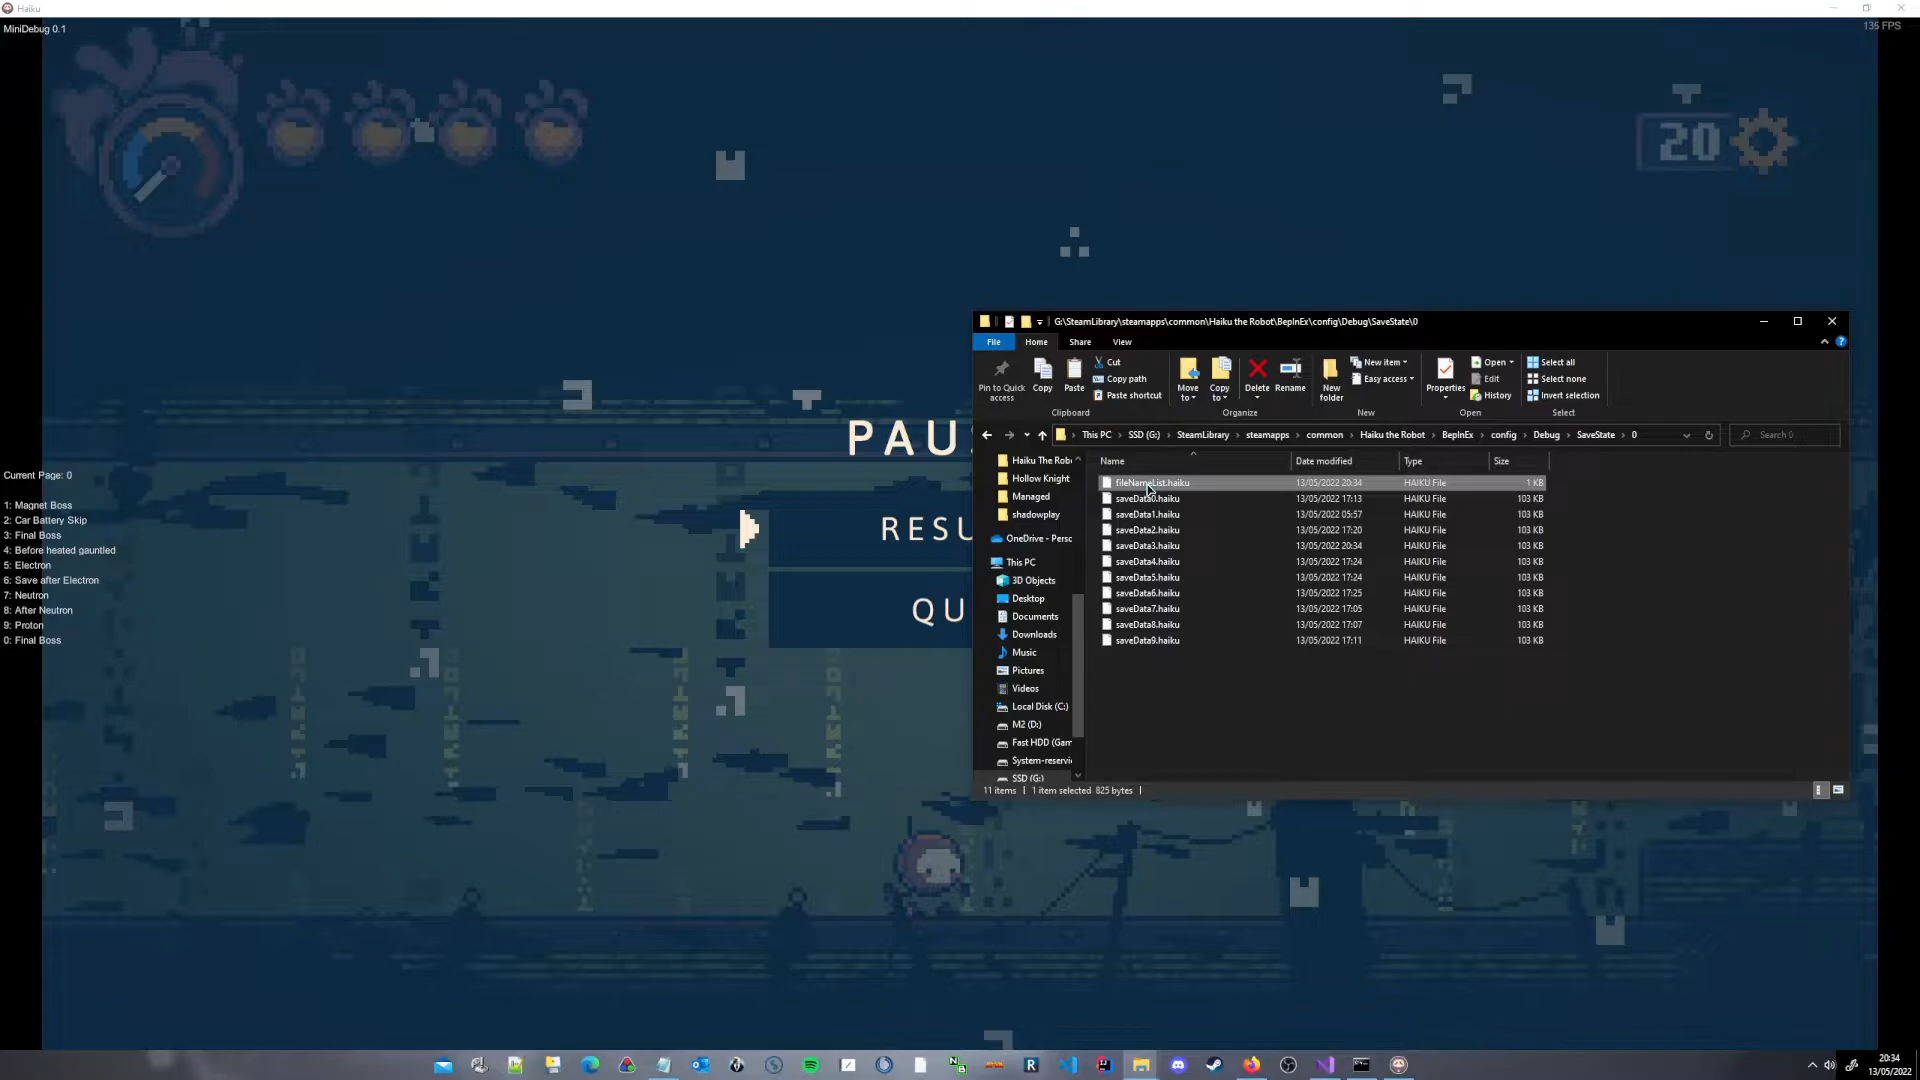 Haiku
MiniDebug 0.1
135 FPS
20
G:\SteamLibrary\steamapps\common\Haiku the Robot\BepInEx\config\Debug\SaveState\0
File Home Share View
Pin to Quick access
Copy
Paste
Cut
Copy path
Paste shortcut
Move to
Copy to
Delete
Rename
New folder
New item
Easy access
Properties
Open
Edit
History
Select all
Select none
Invert selection
Clipboard Organize New Open Select
This PC SSD (G:) SteamLibrary steamapps common Haiku the Robot BepInEx config Debug SaveState 0
Search 0
PAU
RESU
QU
Current Page: 0
1: Magnet Boss
2: Car Battery Skip
3: Final Boss
4: Before heated gauntled
5: Electron
6: Save after Electron
7: Neutron
8: After Neutron
9: Proton
0: Final Boss
Haiku The Robo
Hollow Knight
Managed
shadowplay
OneDrive - Perso
This PC
3D Objects
Desktop
Documents
Downloads
Music
Pictures
Videos
Local Disk (C:)
M2 (D:)
Fast HDD (Gam
System-reservi
SSD (G:)
Name Date modified Type Size
fileNameList.haiku 13/05/2022 20:34 HAIKU File 1 KB
saveData0.haiku 13/05/2022 17:13 HAIKU File 103 KB
saveData1.haiku 13/05/2022 05:57 HAIKU File 103 KB
saveData2.haiku 13/05/2022 17:20 HAIKU File 103 KB
saveData3.haiku 13/05/2022 20:34 HAIKU File 103 KB
saveData4.haiku 13/05/2022 17:24 HAIKU File 103 KB
saveData5.haiku 13/05/2022 17:24 HAIKU File 103 KB
saveData6.haiku 13/05/2022 17:25 HAIKU File 103 KB
saveData7.haiku 13/05/2022 17:05 HAIKU File 103 KB
saveData8.haiku 13/05/2022 17:07 HAIKU File 103 KB
saveData9.haiku 13/05/2022 17:11 HAIKU File 103 KB
11 items 1 item selected 825 bytes
20:34
13/05/2022